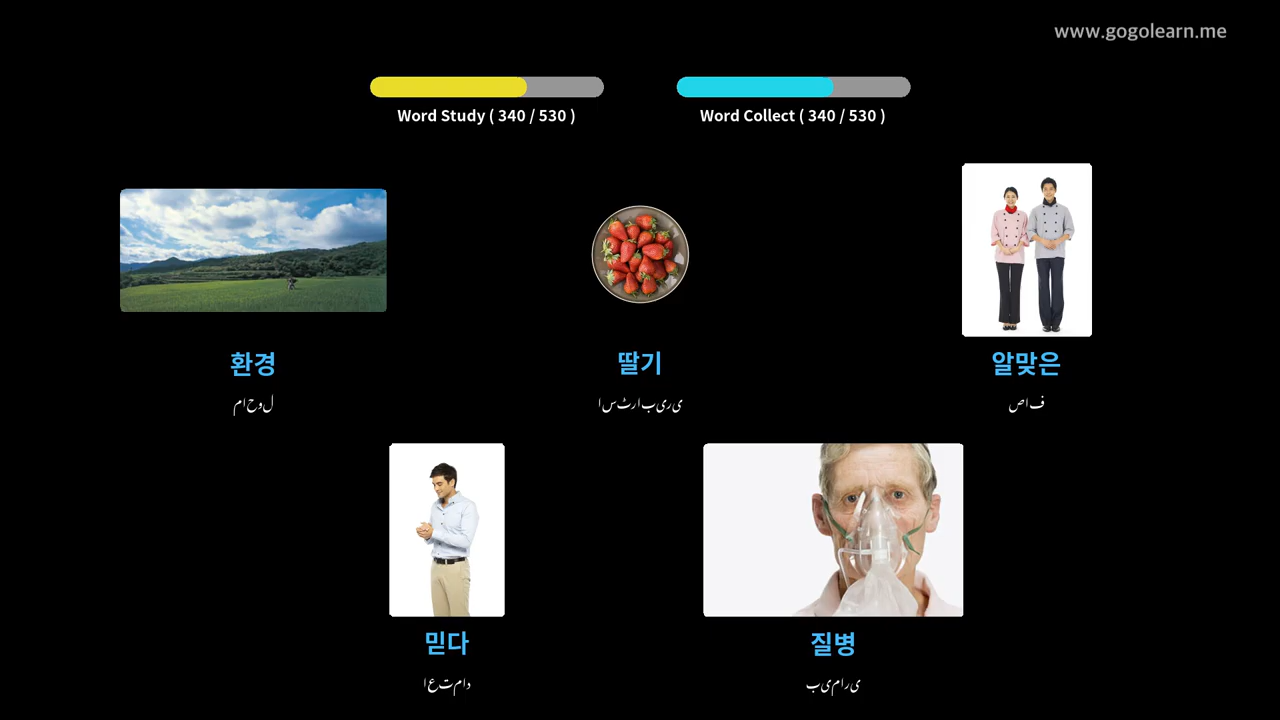 www.gogolearn.me
Word Study ( 340 / 530 )
Word Collect ( 340 / 530 )
환경
딸기
알맞은
ماحول
اسٹرابیری
صاف
믿다
질병
اعتماد
بیماری